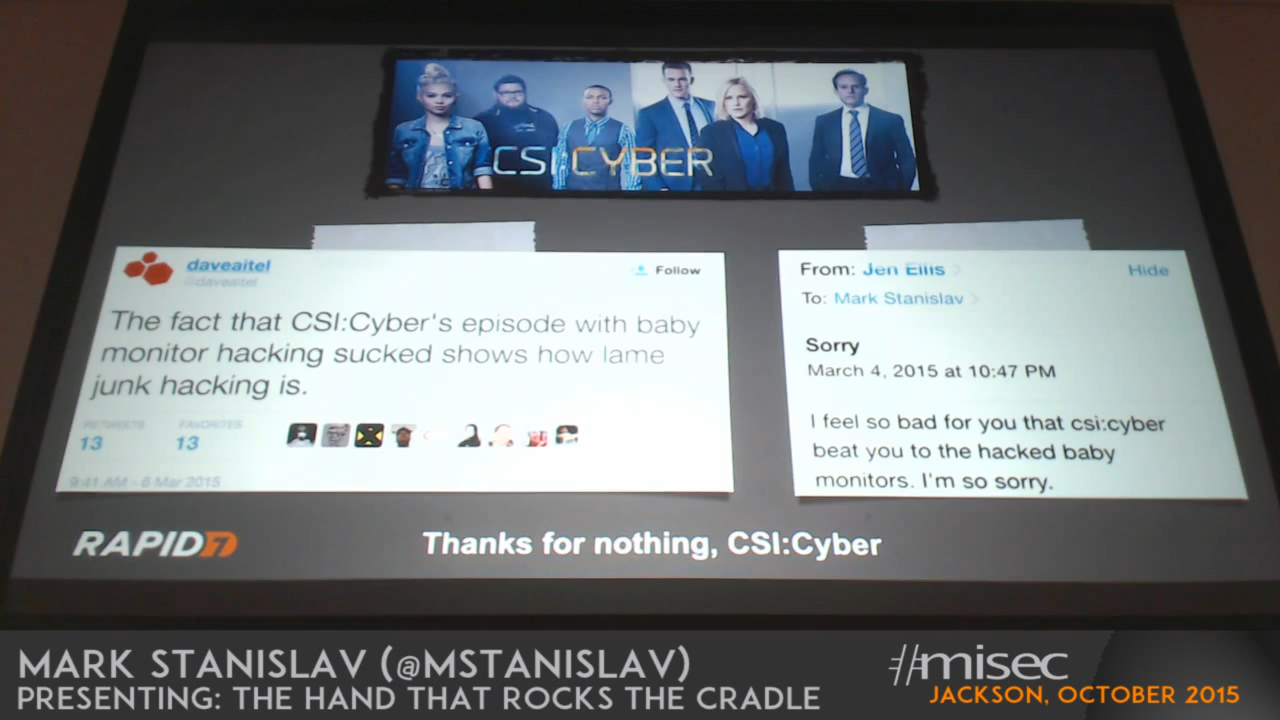 CSI:CYBER
daveaitel
@daveaitel
Follow
The fact that CSI:Cyber's episode with baby
monitor hacking sucked shows how lame
junk hacking is.
RETWEETS FAVORITES
13 13
9:41 AM - 6 Mar 2015
From: Jen Ellis Hide
To: Mark Stanislav
Sorry
March 4, 2015 at 10:47 PM
I feel so bad for you that csi:cyber
beat you to the hacked baby
monitors. I'm so sorry.
RAPID7
Thanks for nothing, CSI:Cyber
MARK STANISLAV (@MSTANISLAV)
PRESENTING: THE HAND THAT ROCKS THE CRADLE
#misec
JACKSON, OCTOBER 2015